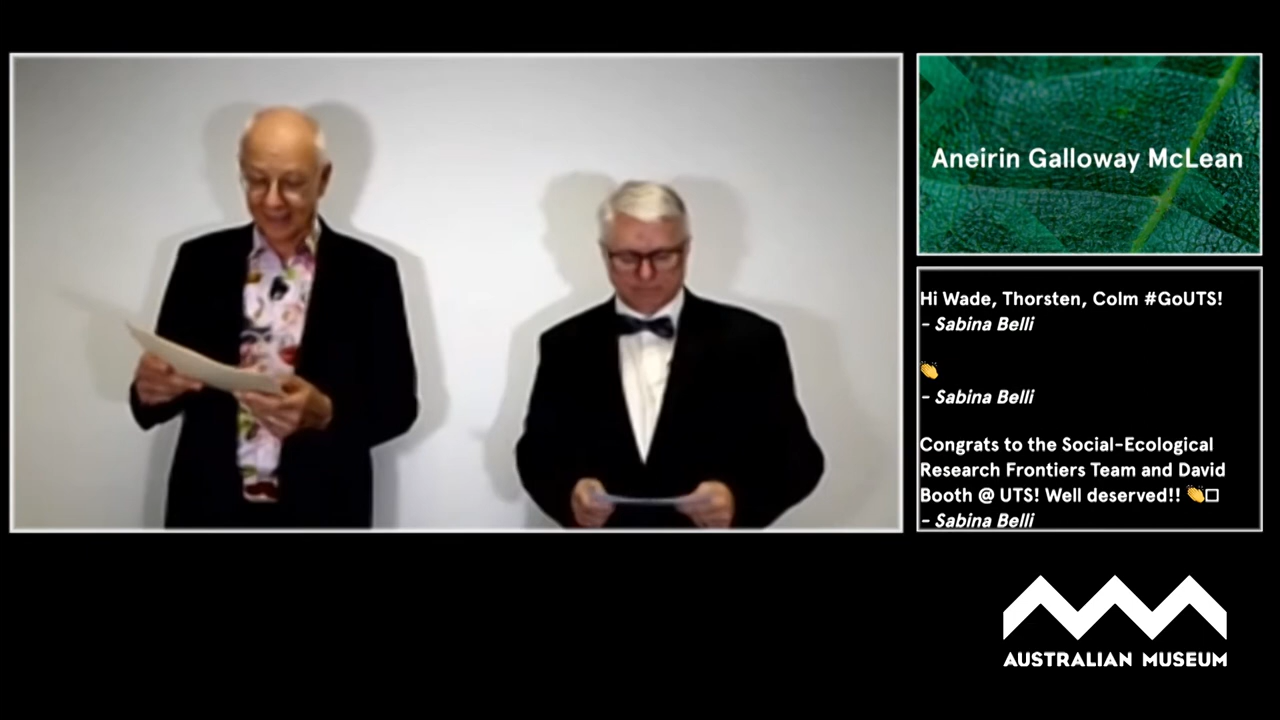 Aneirin Galloway McLean
Hi Wade, Thorsten, Colm #GoUTS!
- Sabina Belli
👏
- Sabina Belli
Congrats to the Social-Ecological
Research Frontiers Team and David
Booth @ UTS! Well deserved!! 👏□
- Sabina Belli
AUSTRALIAN MUSEUM